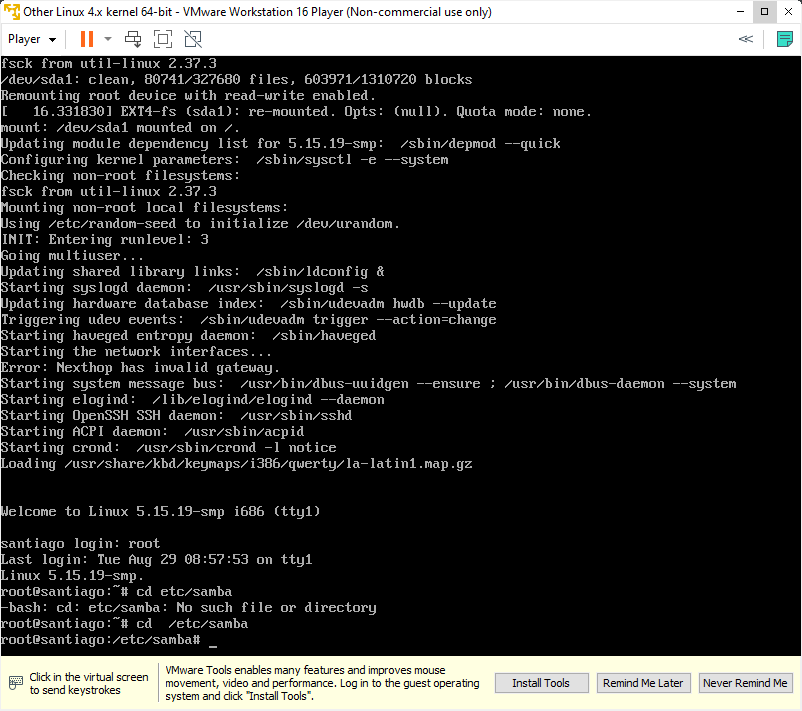 Other Linux 4.x kernel 64-bit - VMware Workstation 16 Player (Non-commercial use only)
Player
fsck from util-linux 2.37.3
/dev/sda1: clean, 80741/327680 files, 603971/1310720 blocks
Remounting root device with read-write enabled.
[   16.331830] EXT4-fs (sda1): re-mounted. Opts: (null). Quota mode: none.
mount: /dev/sda1 mounted on /.
Updating module dependency list for 5.15.19-smp:  /sbin/depmod --quick
Configuring kernel parameters:  /sbin/sysctl -e --system
Checking non-root filesystems:
fsck from util-linux 2.37.3
Mounting non-root local filesystems:
Using /etc/random-seed to initialize /dev/urandom.
INIT: Entering runlevel: 3
Going multiuser...
Updating shared library links:  /sbin/ldconfig &
Starting syslogd daemon:  /usr/sbin/syslogd -s
Updating hardware database index:  /sbin/udevadm hwdb --update
Triggering udev events:  /sbin/udevadm trigger --action=change
Starting haveged entropy daemon:  /sbin/haveged
Starting the network interfaces...
Error: Nexthop has invalid gateway.
Starting system message bus:  /usr/bin/dbus-uuidgen --ensure ; /usr/bin/dbus-daemon --system
Starting elogind:  /lib/elogind/elogind --daemon
Starting OpenSSH SSH daemon:  /usr/sbin/sshd
Starting ACPI daemon:  /usr/sbin/acpid
Starting crond:  /usr/sbin/crond -l notice
Loading /usr/share/kbd/keymaps/i386/qwerty/la-latin1.map.gz
Welcome to Linux 5.15.19-smp i686 (tty1)
santiago login: root
Last login: Tue Aug 29 08:57:53 on tty1
Linux 5.15.19-smp.
root@santiago:~# cd etc/samba
-bash: cd: etc/samba: No such file or directory
root@santiago:~# cd  /etc/samba
root@santiago:/etc/samba# _
Click in the virtual screen
to send keystrokes
VMware Tools enables many features and improves mouse
movement, video and performance. Log in to the guest operating
system and click "Install Tools".
Install Tools
Remind Me Later
Never Remind Me